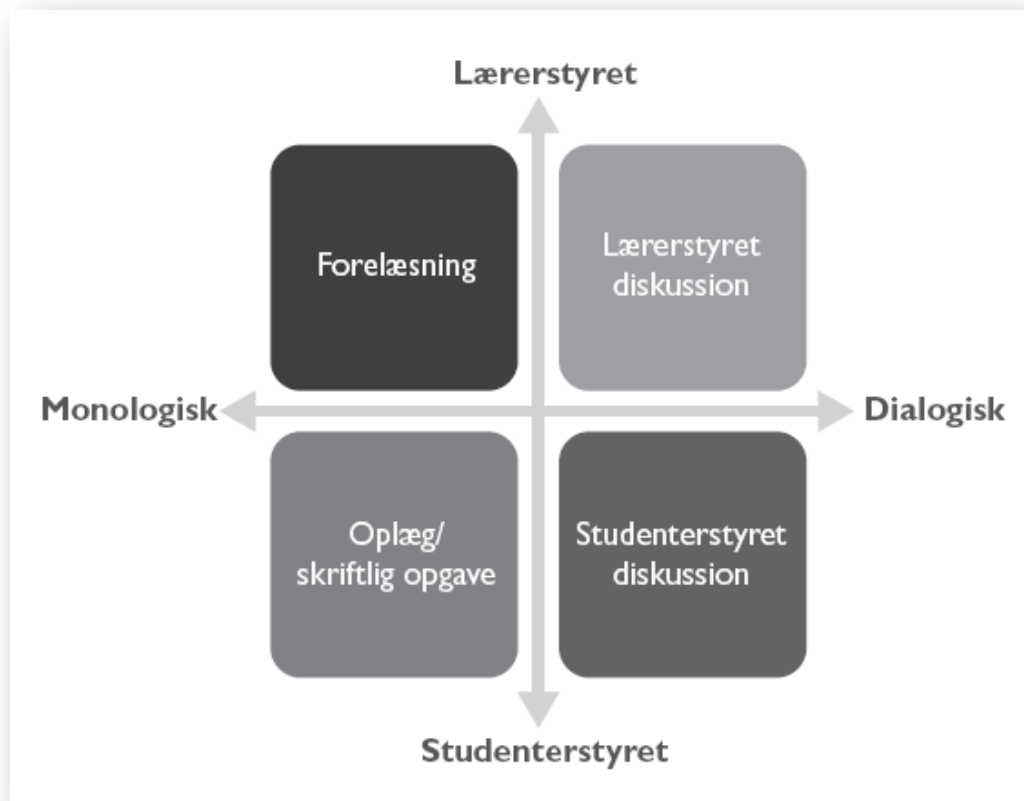 Lærerstyret
Forelæsning
Lærerstyret
diskussion
Monologisk
Dialogisk
Oplæg/
skriftlig opgave
Studenterstyret
diskussion
Studenterstyret